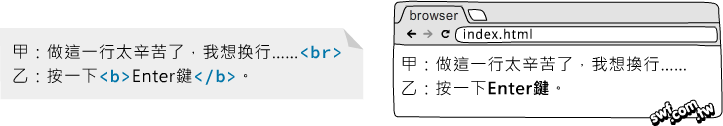 甲：做這一行太辛苦了，我想換行......<br>
乙：按一下<b>Enter鍵</b>。
browser
index.html
甲：做這一行太辛苦了，我想換行......
乙：按一下Enter鍵。
swf.com.tw